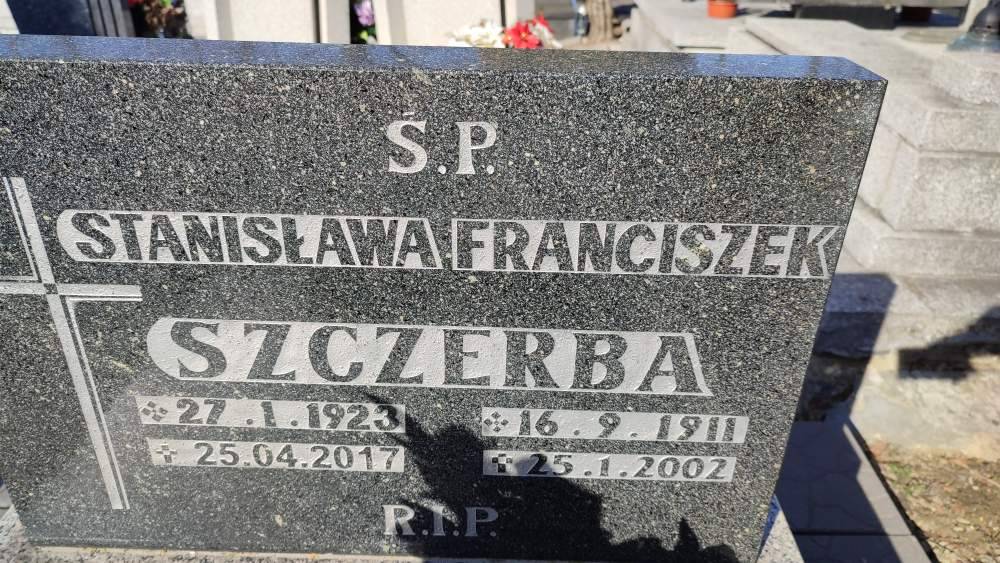 Ś.P.
STANISŁAWA FRANCISZEK
SZCZERBA
27.1.1923 16.9.1911
25.04.2017 25.1.2002
R.I.P.